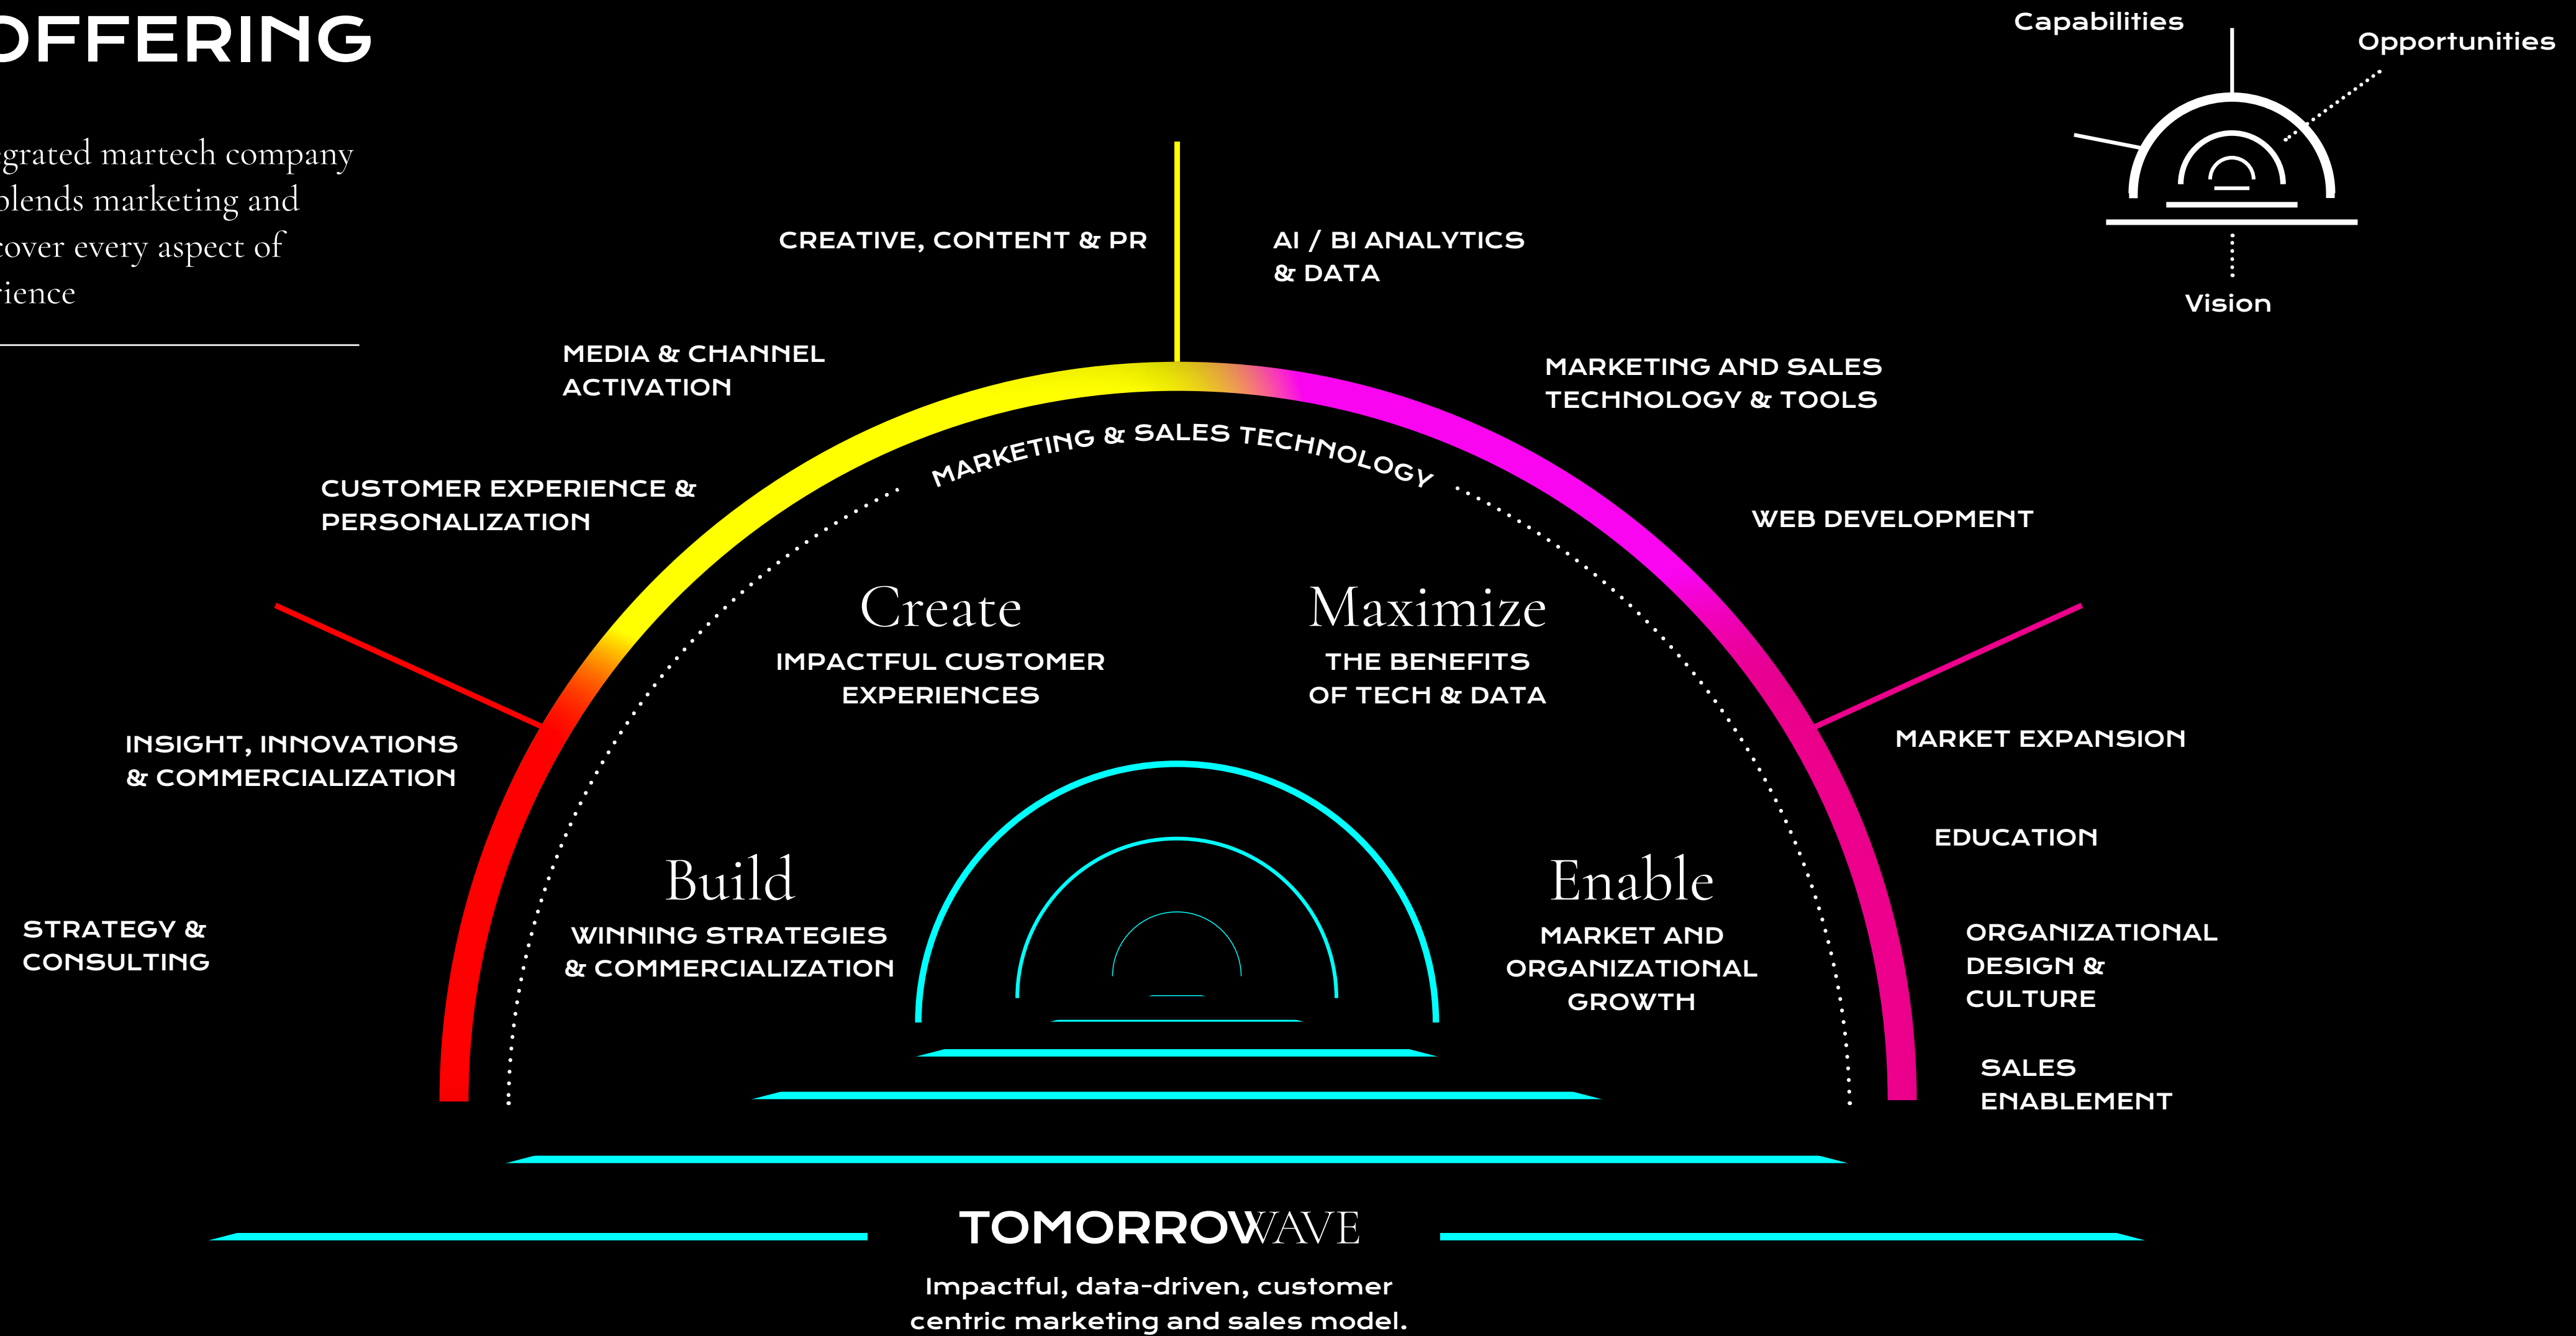 OFFERING
egrated martech company
blends marketing and
cover every aspect of
rience
Capabilities
Opportunities
Vision
CREATIVE, CONTENT & PR
AI / BI ANALYTICS
& DATA
MEDIA & CHANNEL
ACTIVATION
MARKETING AND SALES
TECHNOLOGY & TOOLS
MARKETING & SALES TECHNOLOGY
CUSTOMER EXPERIENCE &
PERSONALIZATION
WEB DEVELOPMENT
Create
IMPACTFUL CUSTOMER
EXPERIENCES
Maximize
THE BENEFITS
OF TECH & DATA
INSIGHT, INNOVATIONS
& COMMERCIALIZATION
MARKET EXPANSION
EDUCATION
Build
WINNING STRATEGIES
& COMMERCIALIZATION
Enable
MARKET AND
ORGANIZATIONAL
GROWTH
STRATEGY &
CONSULTING
ORGANIZATIONAL
DESIGN &
CULTURE
SALES
ENABLEMENT
TOMORROWAVE
Impactful, data-driven, customer
centric marketing and sales model.